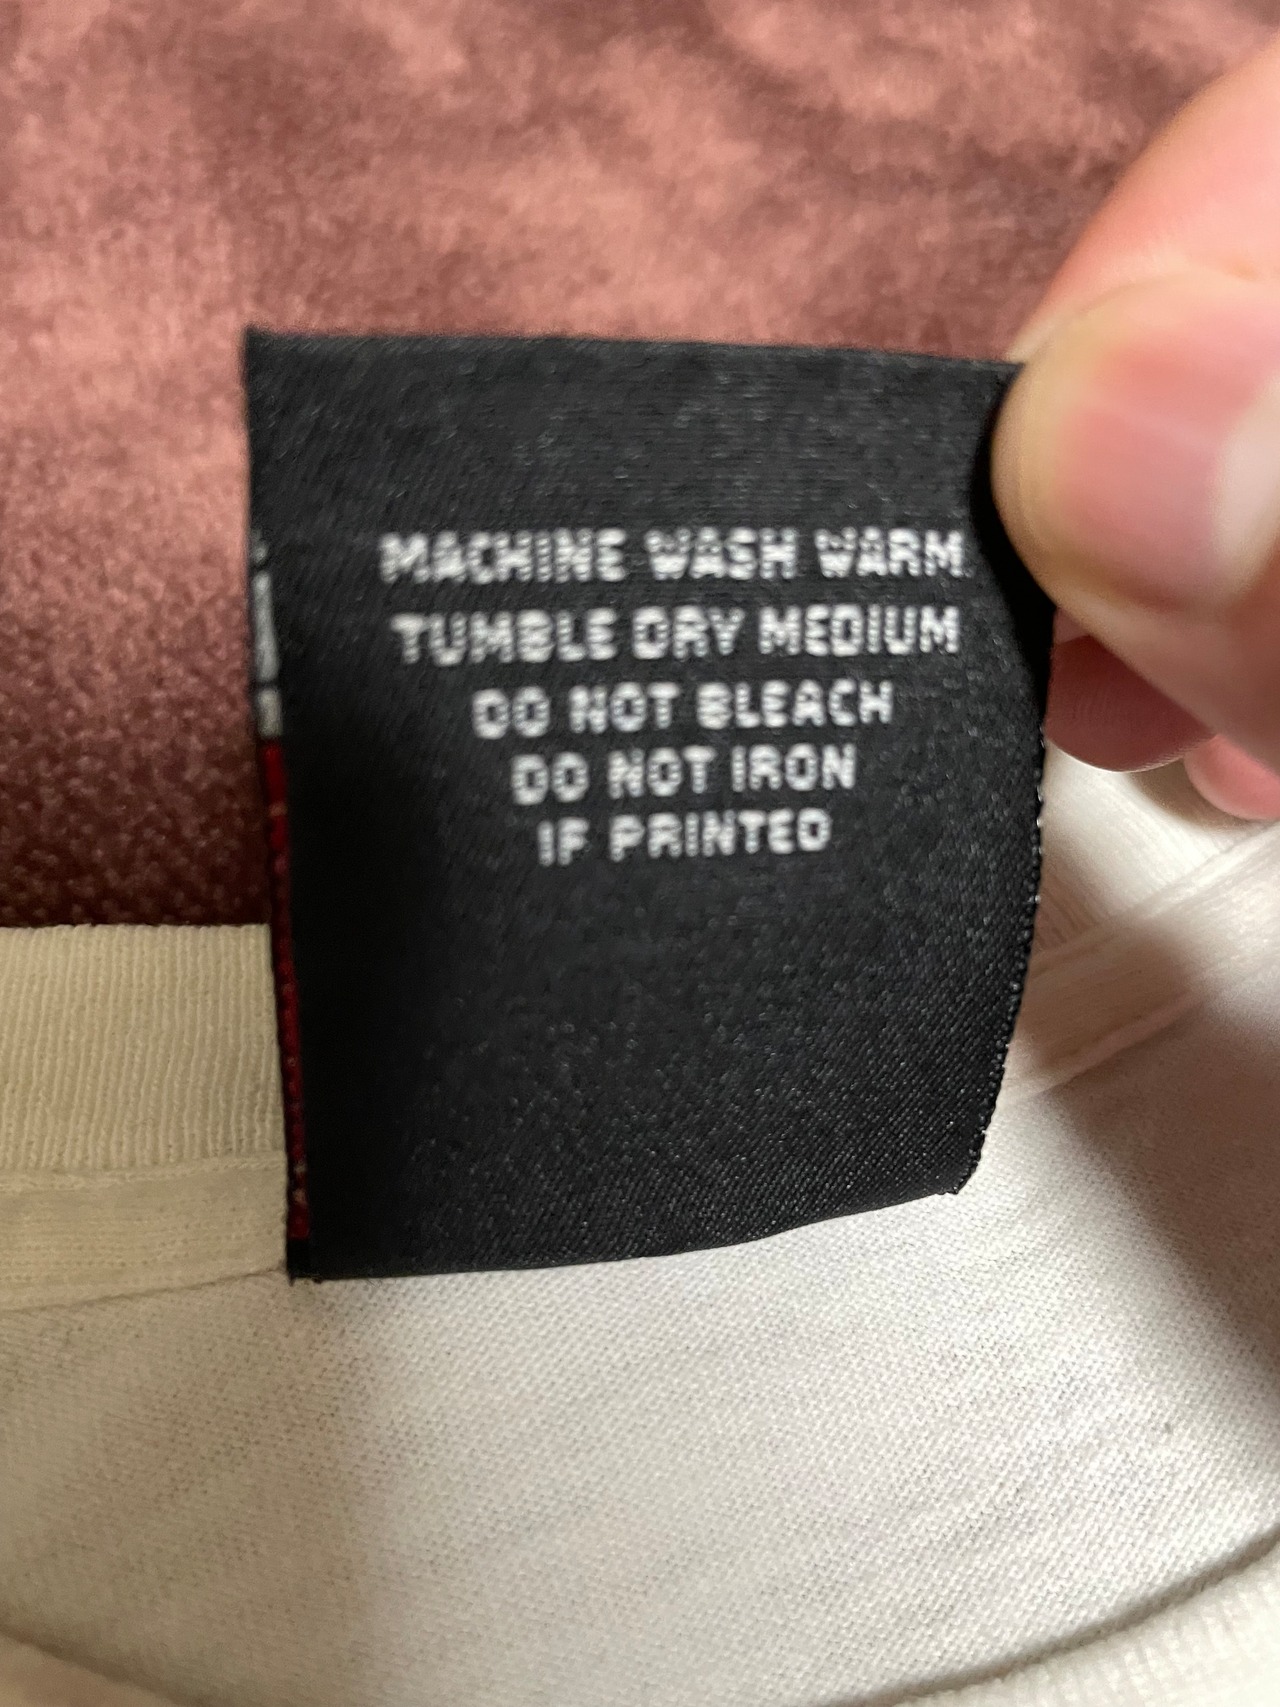 MACHINE WASH WARM
TUMBLE DRY MEDIUM
DO NOT BLEACH
DO NOT IRON
IF PRINTED